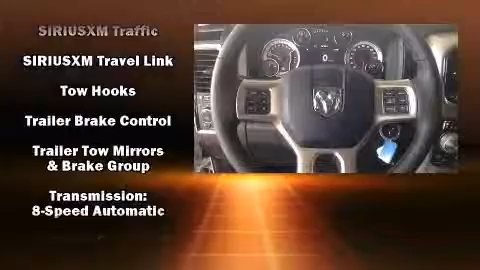 SIRIUSXM Traffic
SIRIUSXM Travel Link
Tow Hooks
Trailer Brake Control
Trailer Tow Mirrors
& Brake Group
Transmission:
8-Speed Automatic